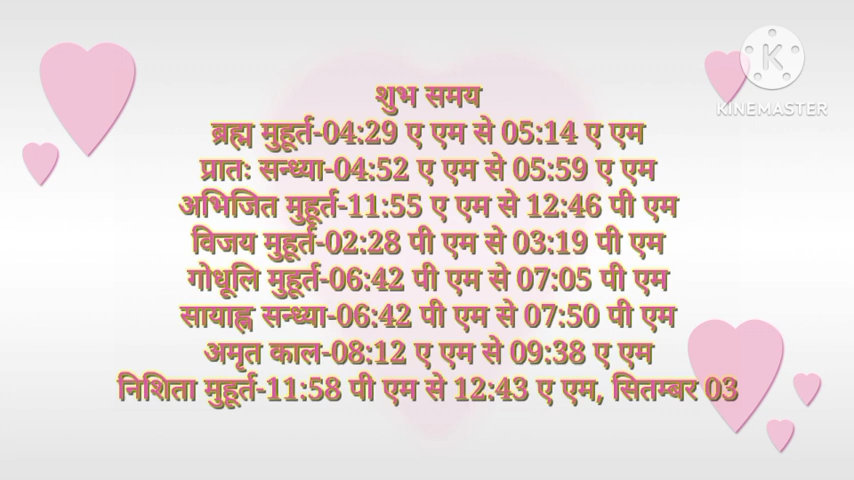 शुभ समय
ब्रह्म मुहूर्त-04:29 ए एम से 05:14 ए एम
प्रातः सन्ध्या-04:52 ए एम से 05:59 ए एम
अभिजित मुहूर्त-11:55 ए एम से 12:46 पी एम
विजय मुहूर्त-02:28 पी एम से 03:19 पी एम
गोधूलि मुहूर्त-06:42 पी एम से 07:05 पी एम
सायाह्न सन्ध्या-06:42 पी एम से 07:50 पी एम
अमृत काल-08:12 ए एम से 09:38 ए एम
निशिता मुहूर्त-11:58 पी एम से 12:43 ए एम, सितम्बर 03
K
KINEMASTER